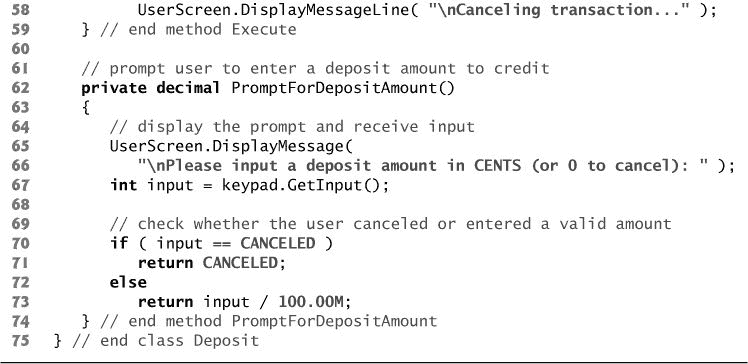 58 UserScreen.DisplayMessageLine( "\nCanceling transaction..." );
59 } // end method Execute
60
61 // prompt user to enter a deposit amount to credit
62 private decimal PromptForDepositAmount()
63 {
64 // display the prompt and receive input
65 UserScreen.DisplayMessage(
66 "\nPlease input a deposit amount in CENTS (or 0 to cancel): " );
67 int input = keypad.GetInput();
68
69 // check whether the user canceled or entered a valid amount
70 if ( input == CANCELED )
71 return CANCELED;
72 else
73 return input / 100.00M;
74 } // end method PromptForDepositAmount
75 } // end class Deposit